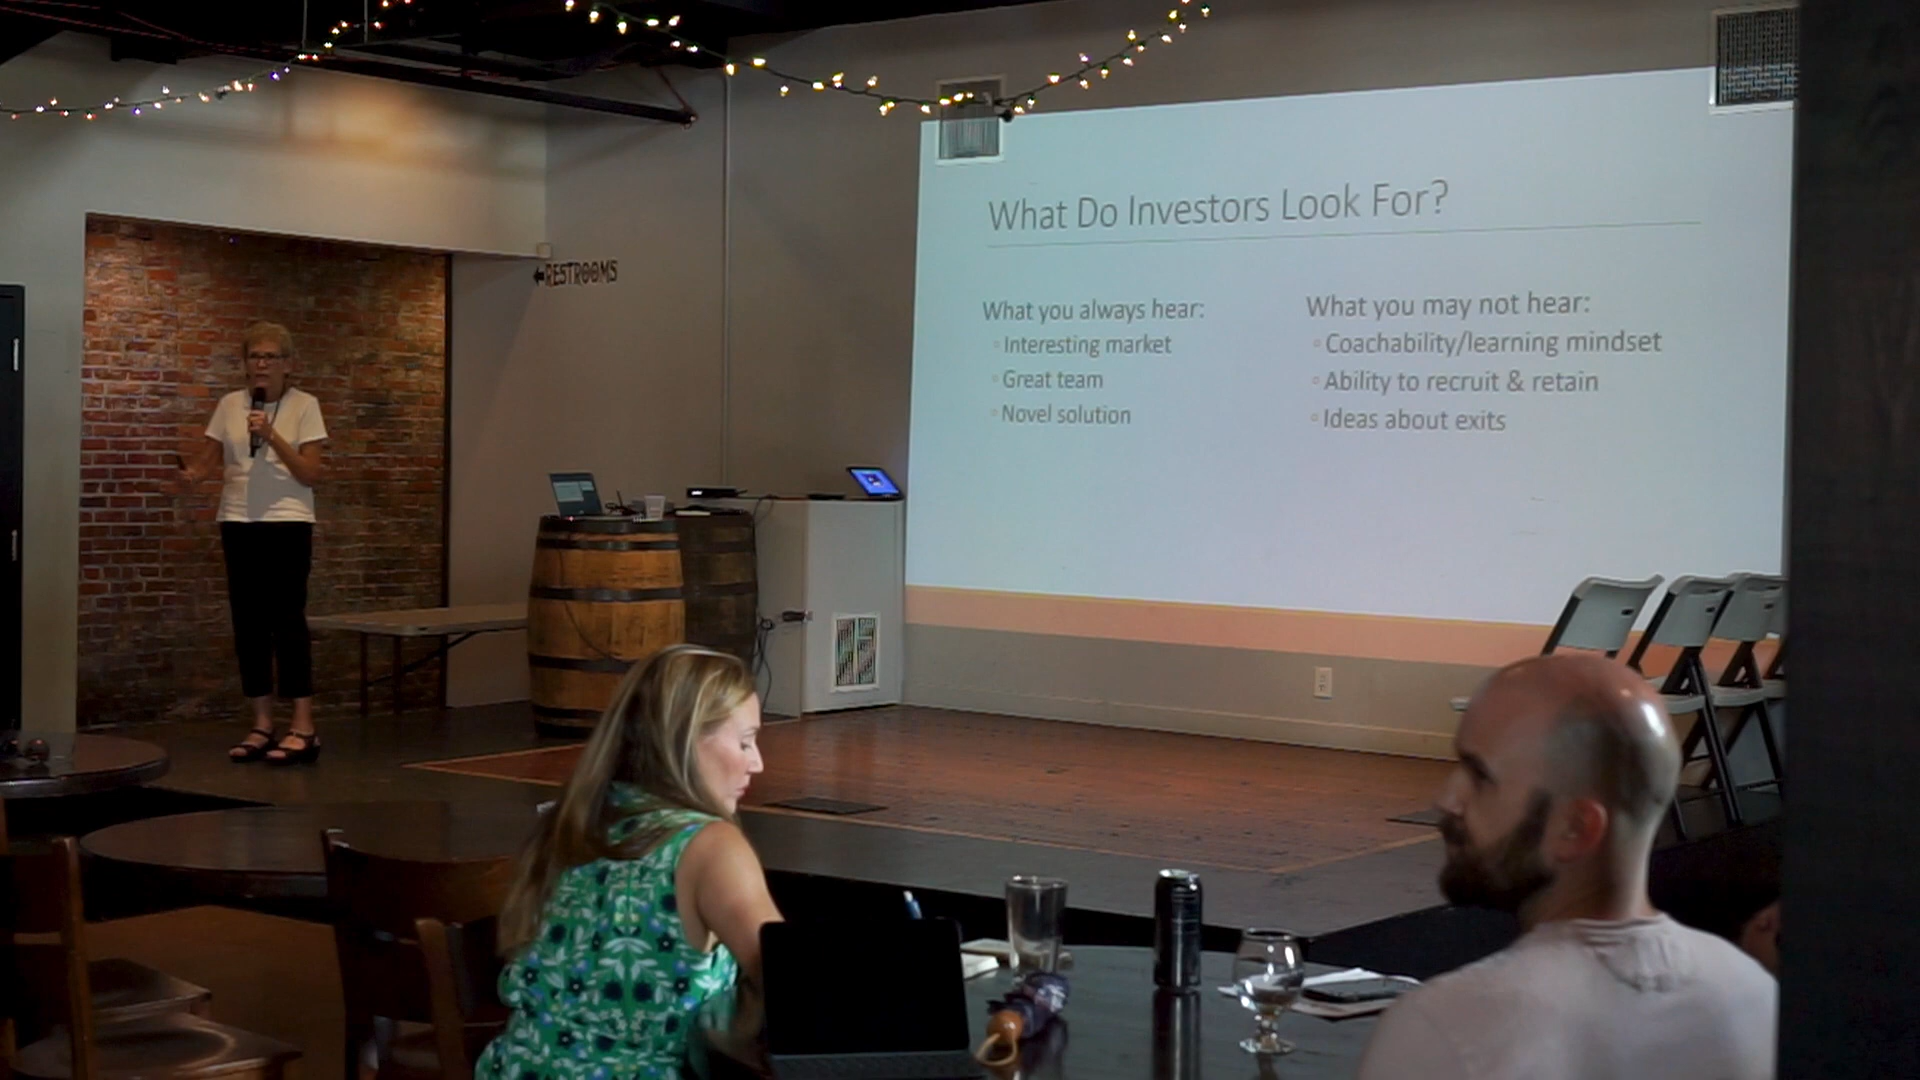 What Do Investors Look For?
←RESTROOMS
What you always hear:
◦ Interesting market
◦ Great team
◦ Novel solution
What you may not hear:
◦ Coachability/learning mindset
◦ Ability to recruit & retain
◦ Ideas about exits